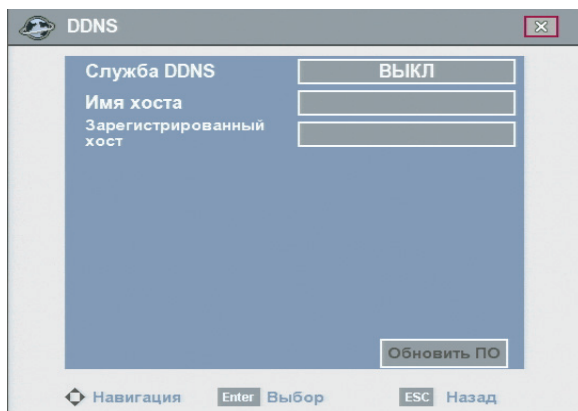 DDNS
Служба DDNS ВЫКЛ
Имя хоста
Зарегистрированный
хост
Обновить ПО
Навигация Enter Выбор ESC Назад